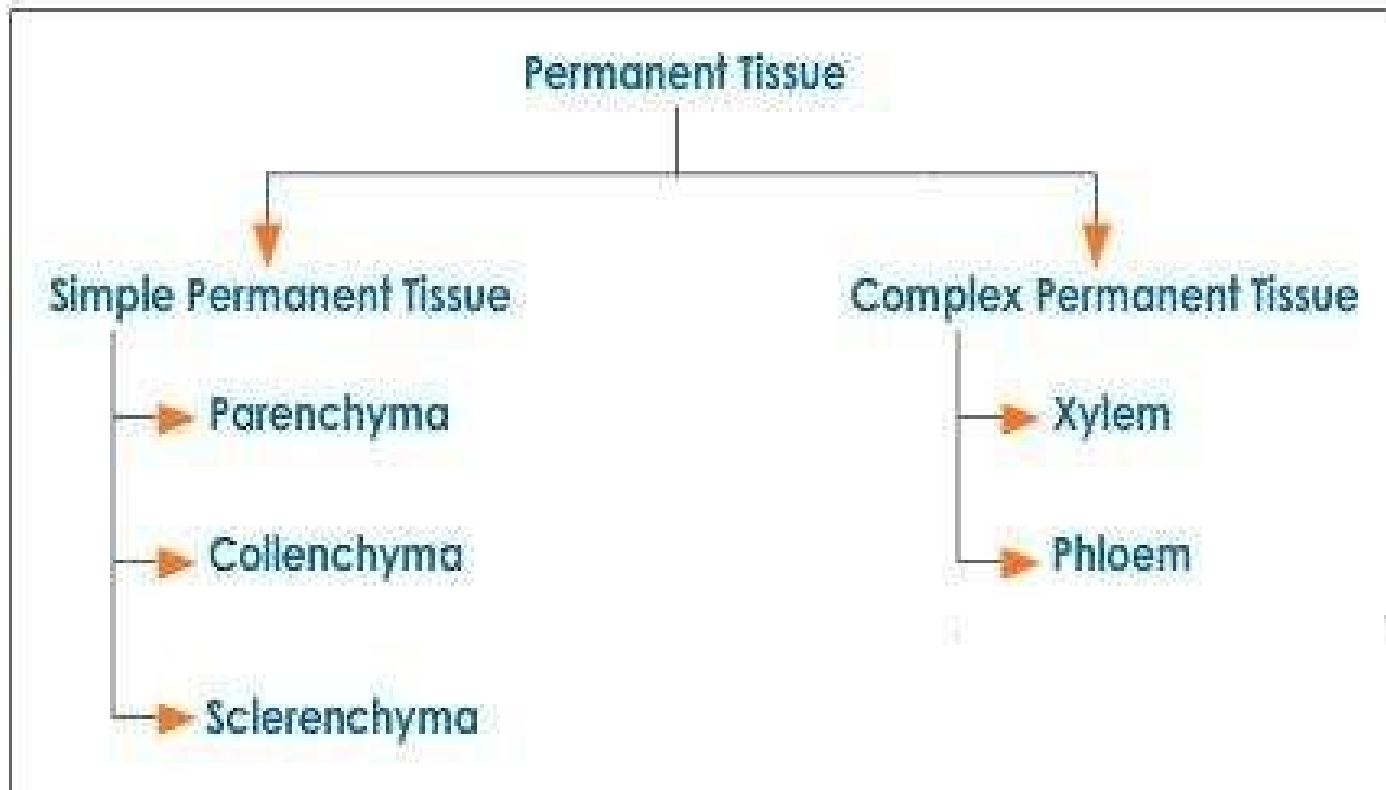 Permanent Tissue
Simple Permanent Tissue
Complex Permanent Tissue
Parenchyma
Xylem
Collenchyma
Phloem
Sclerenchyma